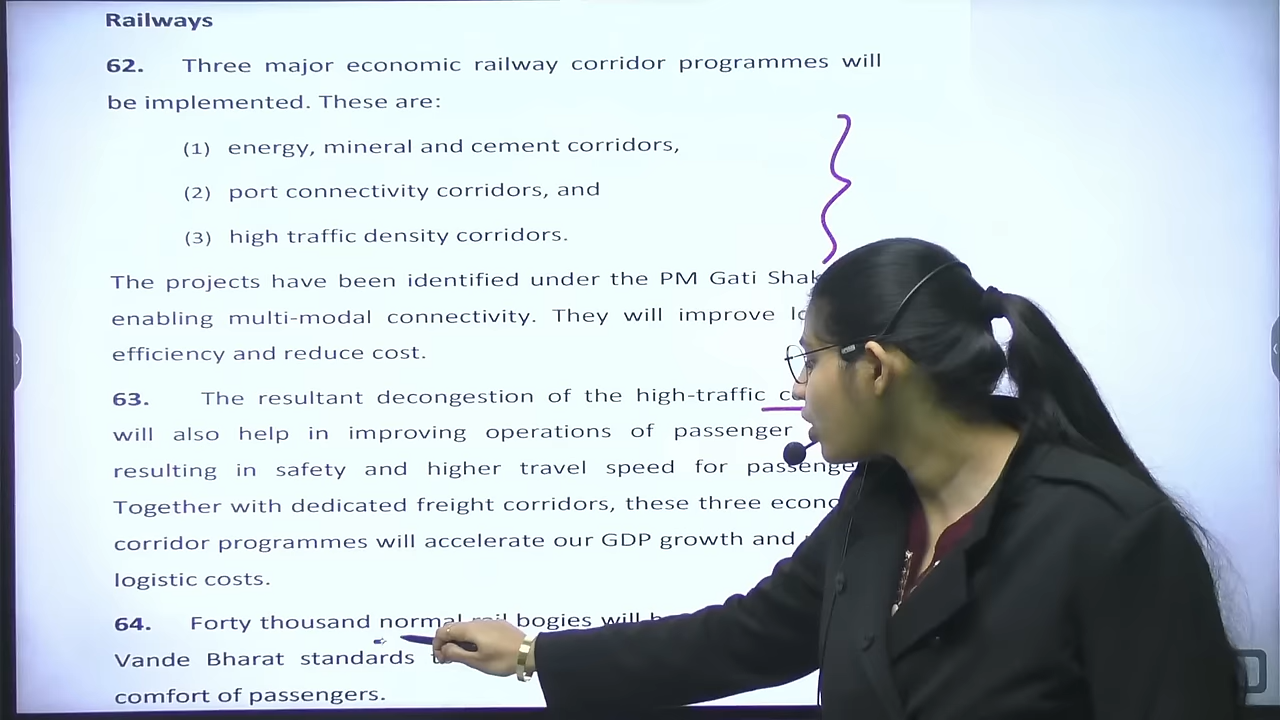 Railways
62. Three major economic railway corridor programmes will
be implemented. These are:
(1) energy, mineral and cement corridors,
(2) port connectivity corridors, and
(3) high traffic density corridors.
The projects have been identified under the PM Gati
enabling multi-modal connectivity. They will improve
efficiency and reduce cost.
63. The resultant decongestion of the high-traffic
will also help in improving operations of passenger
resulting in safety and higher travel speed for
Together with dedicated freight corridors, these three
corridor programmes will accelerate our GDP growth and
logistic costs.
64. Forty thousand normal rail bogies will
Vande Bharat standards
comfort of passengers.